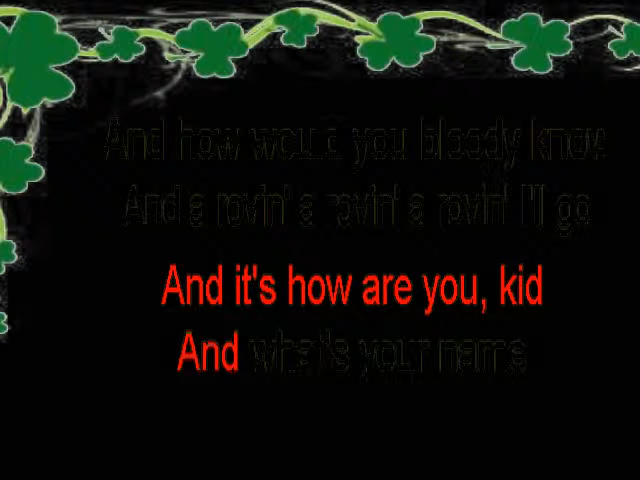 And how would you bloody know
And a rovin' a rovin' a rovin' I'll go
And it's how are you, kid
And what's your name